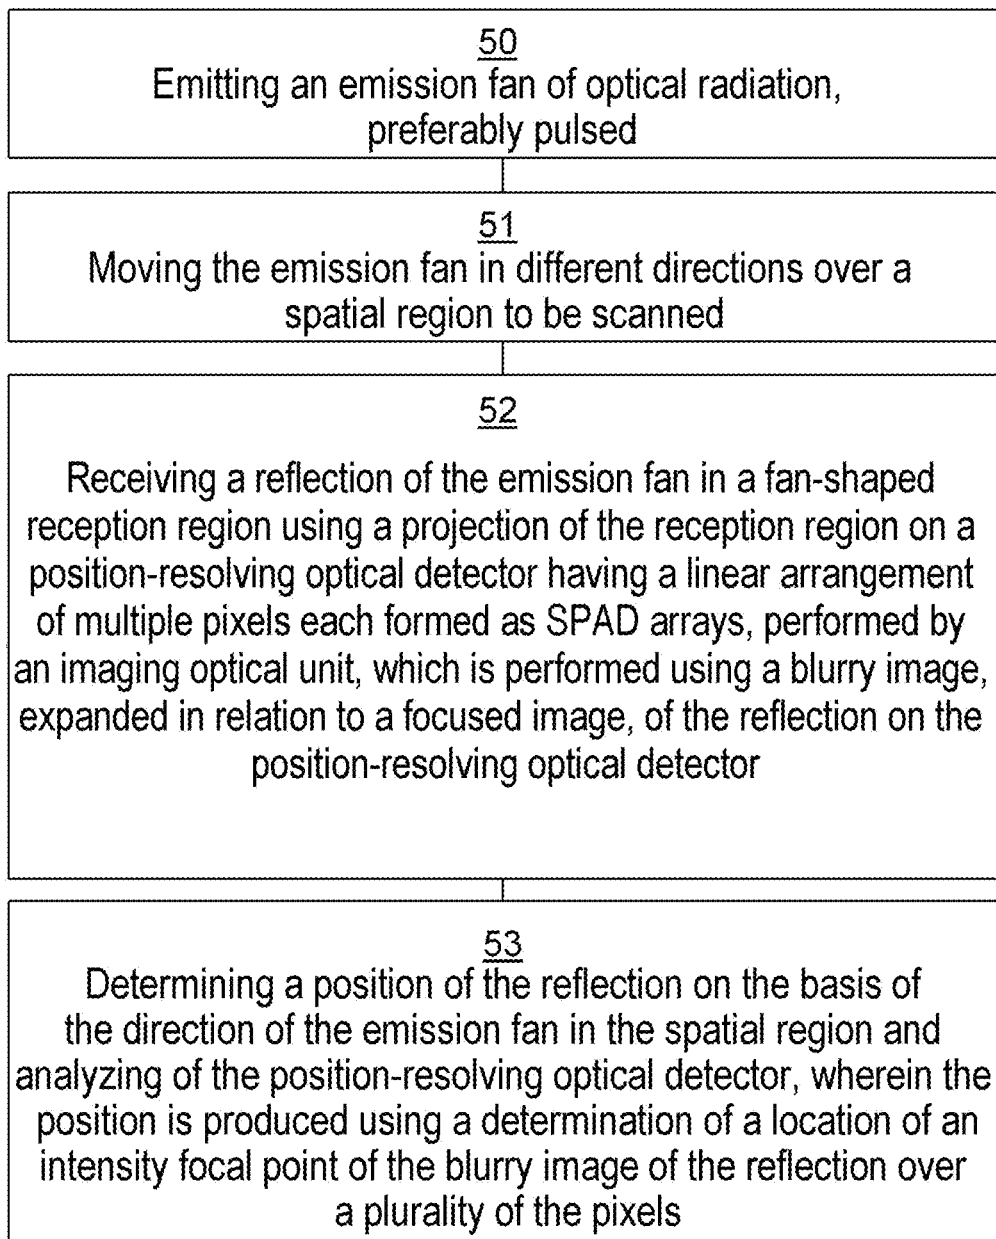 50
Emitting an emission fan of optical radiation,
preferably pulsed
51
Moving the emission fan in different directions over a
spatial region to be scanned
52
Receiving a reflection of the emission fan in a fan-shaped
reception region using a projection of the reception region on a
position-resolving optical detector having a linear arrangement
of multiple pixels each formed as SPAD arrays, performed by
an imaging optical unit, which is performed using a blurry image,
expanded in relation to a focused image, of the reflection on the
position-resolving optical detector
53
Determining a position of the reflection on the basis of
the direction of the emission fan in the spatial region and
analyzing of the position-resolving optical detector, wherein the
position is produced using a determination of a location of an
intensity focal point of the blurry image of the reflection over
a plurality of the pixels